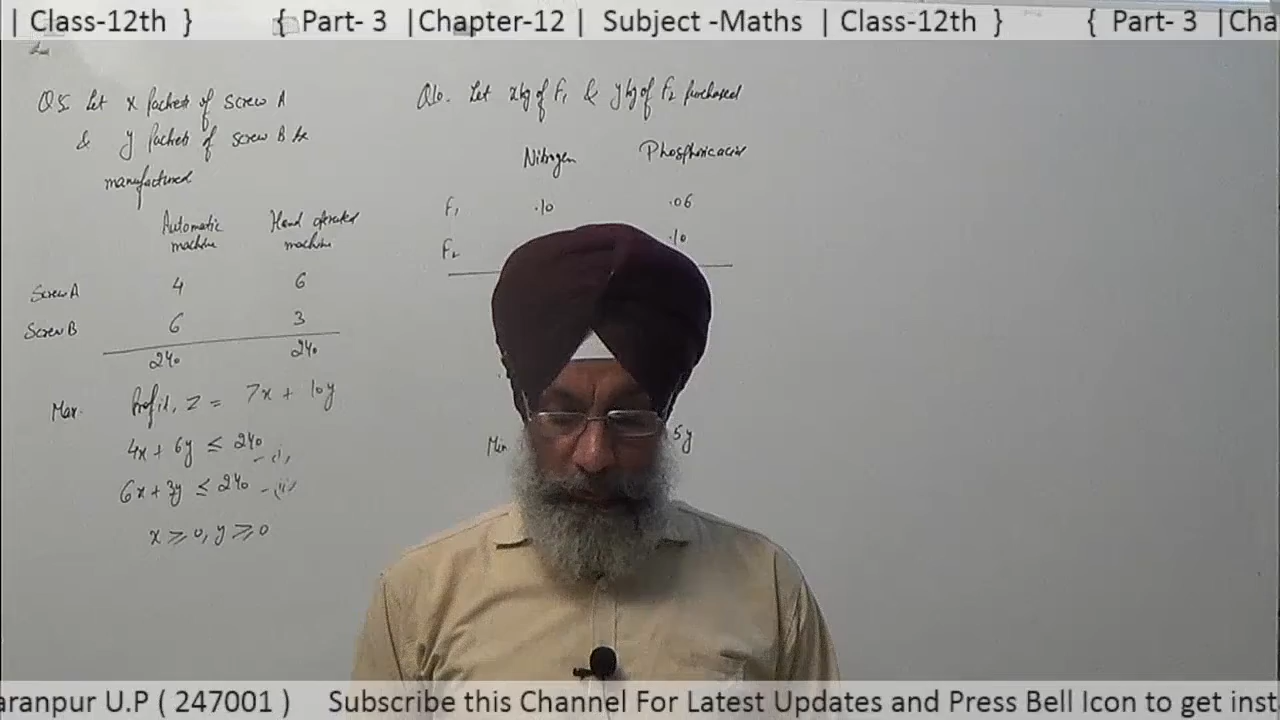 | Class-12th } { Part- 3 |Chapter-12 | Subject -Maths | Class-12th } { Part- 3 |Cha
Q5. Let x Packets of Screw A
& y Packets of screw B be
manufactured
Automatic machine Hand operated machine
Screw A 4 6
Screw B 6 3
240 240
Max. Profit, Z = 7x + 10y
4x + 6y ≤ 240 -(i)
6x + 3y ≤ 240 -(ii)
x ≥ 0, y ≥ 0
Q10. Let x kg of F1 & y kg of F2 purchased
Nitrogen Phosphoric acid
F1 .10 .06
F2 .10
Min 5y
aranpur U.P ( 247001 ) Subscribe this Channel For Latest Updates and Press Bell Icon to get inst